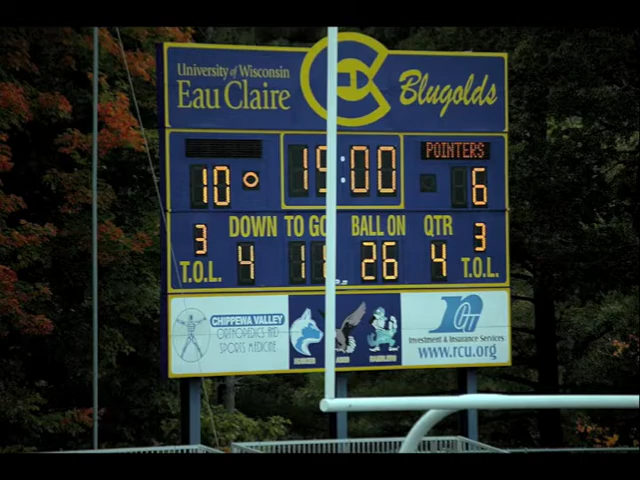 University of Wisconsin
Eau Claire
Blugolds
POINTERS
10
00
6
DOWN TO GO BALL ON QTR
3
4
26
4
3
T.O.L.
T.O.L.
CHIPPEWA VALLEY
ORTHOPEDICS AND
SPORTS MEDICINE
Investment & Insurance Services
www.rcu.org